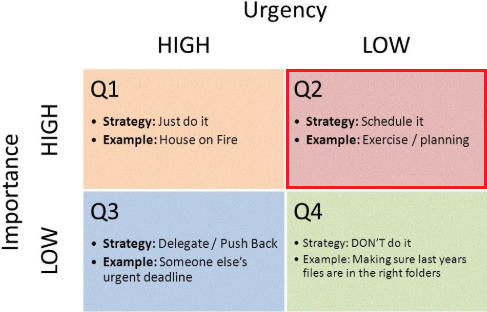 Urgency
HIGH
LOW
Importance
HIGH
LOW
Q1
• Strategy: Just do it
• Example: House on Fire
Q2
• Strategy: Schedule it
• Example: Exercise / planning
Q3
• Strategy: Delegate / Push Back
• Example: Someone else's
urgent deadline
Q4
• Strategy: DON'T do it
• Example: Making sure last years
files are in the right folders